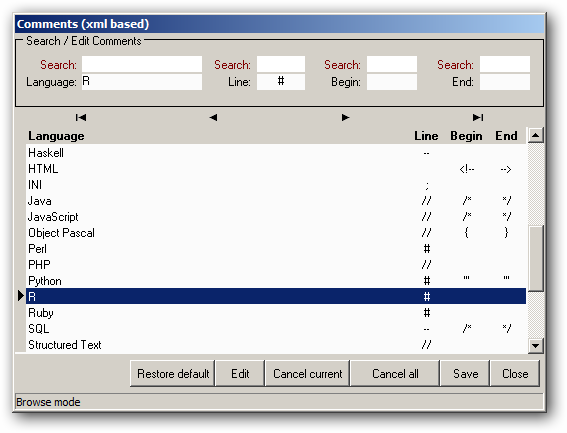 Comments (xml based)
Search / Edit Comments
Search: Search: Search: Search:
Language: R Line: # Begin: End:
Language Line Begin End
Haskell --
HTML <!-- -->
INI ;
Java // /* */
JavaScript // /* */
Object Pascal // { }
Perl #
PHP //
Python # ''' '''
R #
Ruby #
SQL -- /* */
Structured Text //
Restore default Edit Cancel current Cancel all Save Close
Browse mode